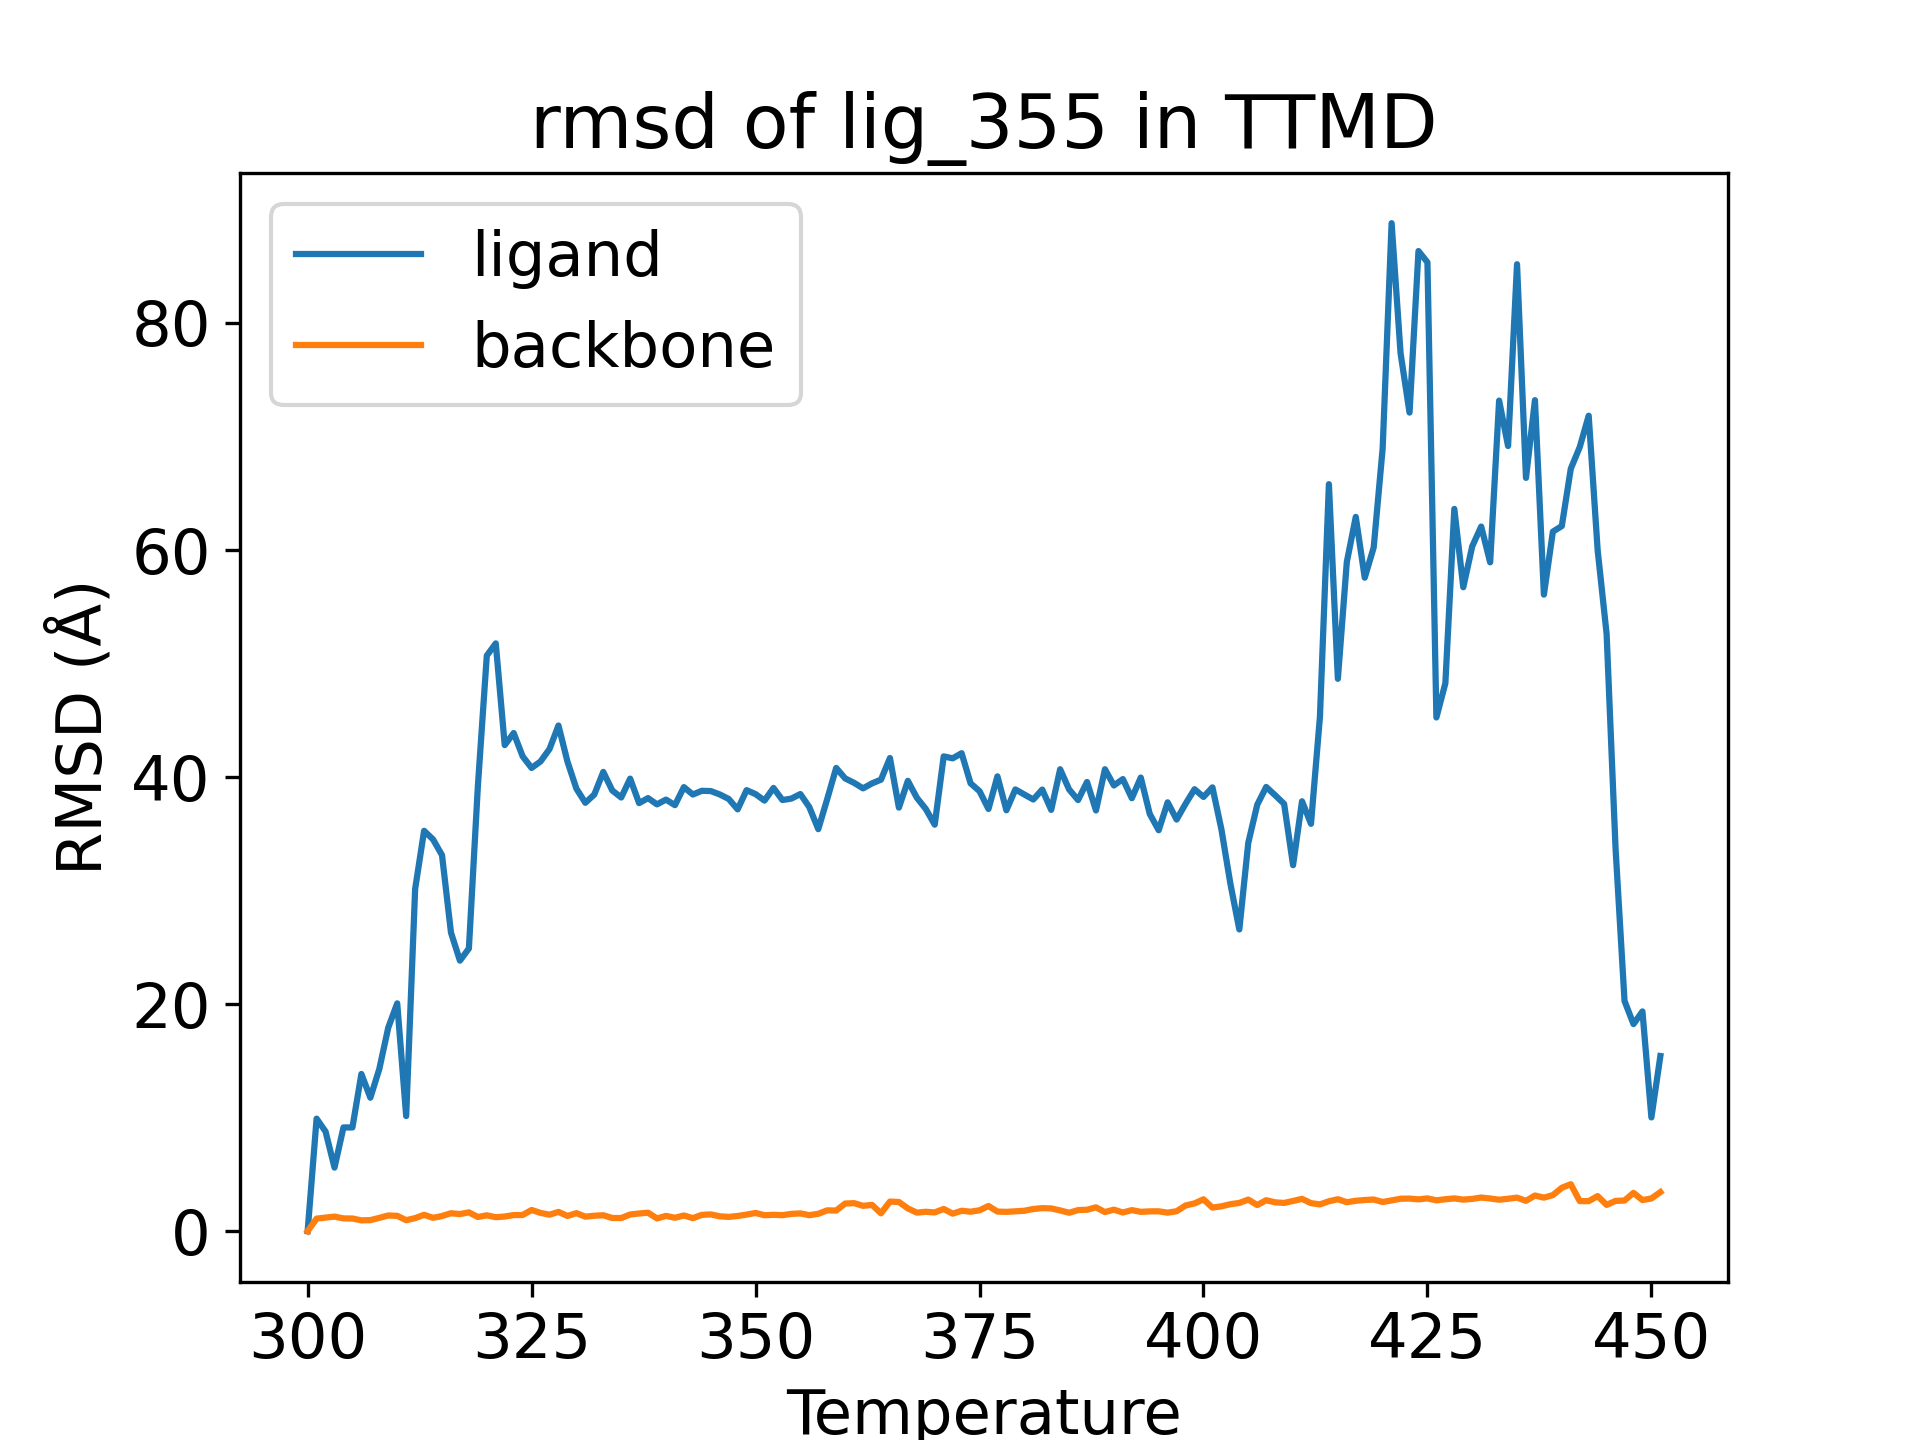 rmsd of lig_355 in TTMD
ligand
backbone
RMSD (Å)
80
60
40
20
0
300 325 350 375 400 425 450
Temperature